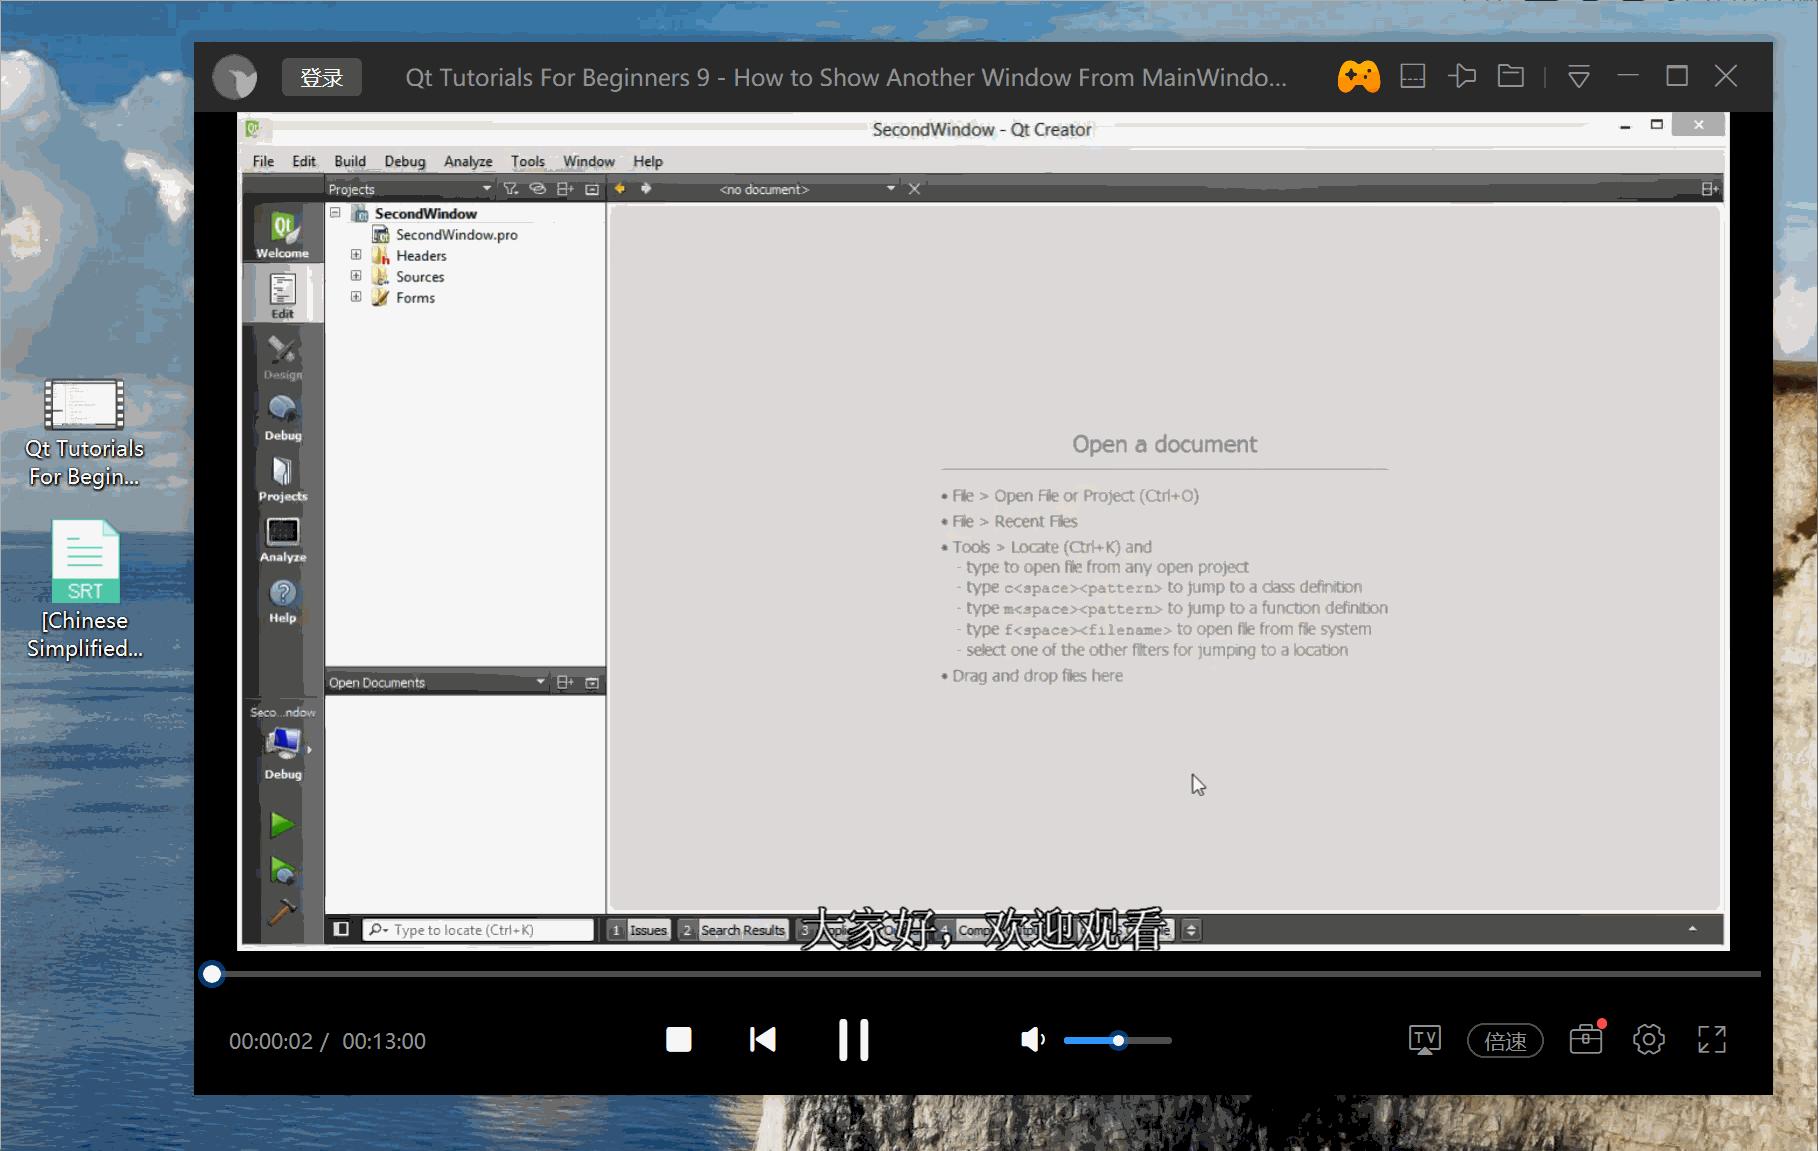 登录
Qt Tutorials For Beginners 9 - How to Show Another Window From MainWindo...
Qt
SecondWindow - Qt Creator
File Edit Build Debug Analyze Tools Window Help
Projects
<no document>
SecondWindow
SecondWindow.pro
Headers
Sources
Forms
Qt
Welcome
Edit
Design
Debug
Projects
Analyze
Help
Open a document
• File > Open File or Project (Ctrl+O)
• File > Recent Files
• Tools > Locate (Ctrl+K) and
- type to open file from any open project
- type c<space><pattern> to jump to a class definition
- type m<space><pattern> to jump to a function definition
- type f<space><filename> to open file from file system
- select one of the other filters for jumping to a location
• Drag and drop files here
Open Documents
Seco...ndow
Debug
Type to locate (Ctrl+K)
1 Issues
2 Search Results
3
4
大家好，欢迎观看
00:00:02 / 00:13:00
TV
倍速
Qt Tutorials
For Begin...
SRT
[Chinese
Simplified...